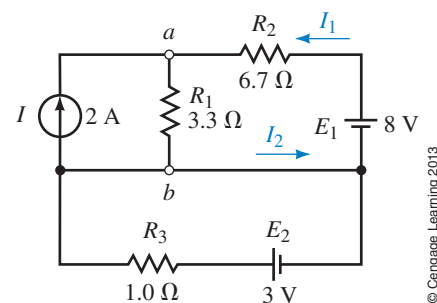 a
R₂
I₁
6.7 Ω
I
2 A
R₁
3.3 Ω
E₁
8 V
I₂
b
R₃
E₂
1.0 Ω
3 V
© Cengage Learning 2013